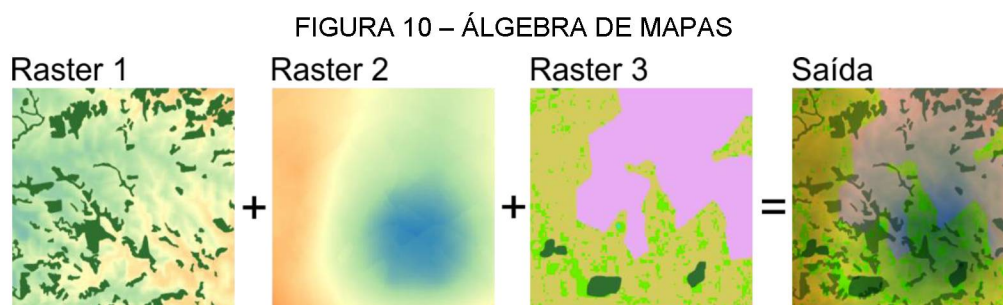 FIGURA 10 – ÁLGEBRA DE MAPAS
Raster 1 Raster 2 Raster 3 Saída
+ + =